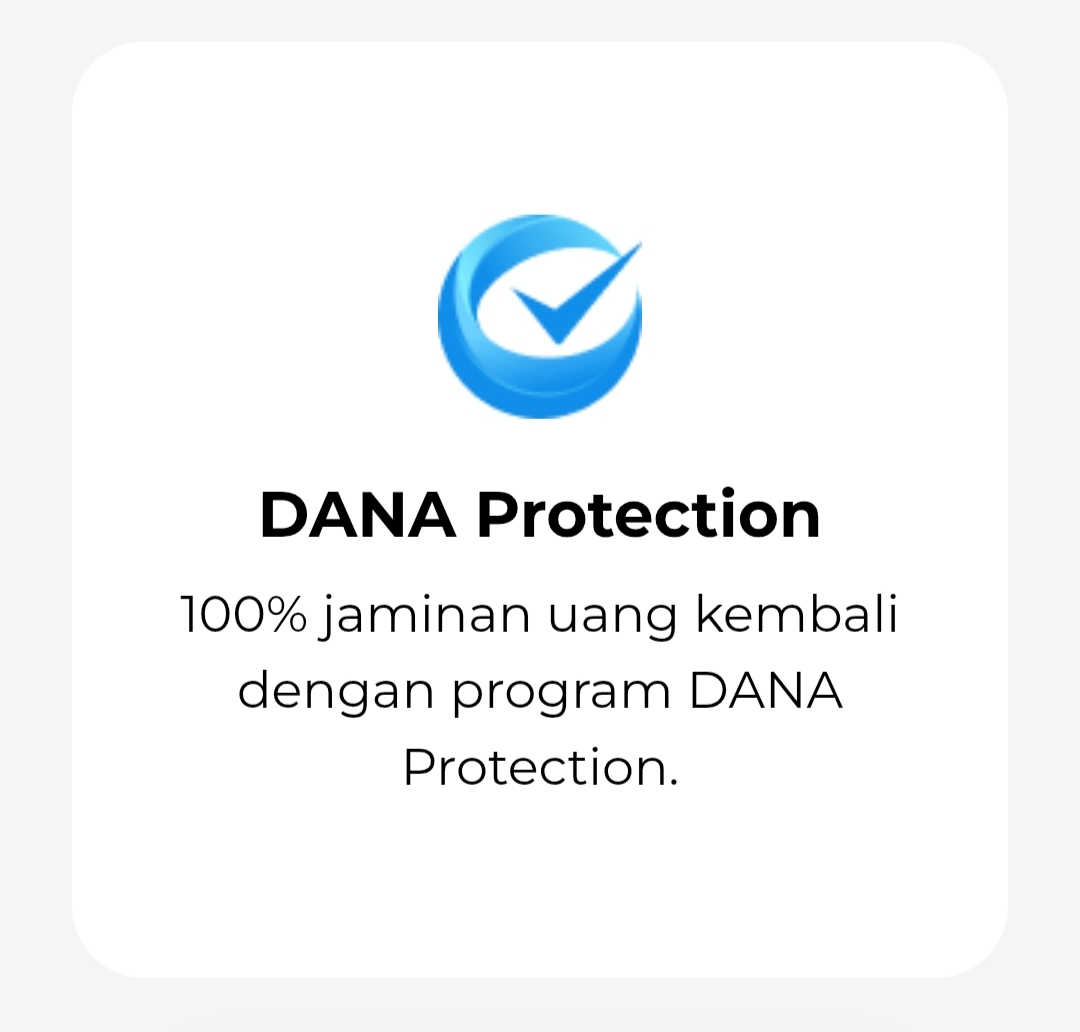 DANA Protection
100% jaminan uang kembali
dengan program DANA
Protection.